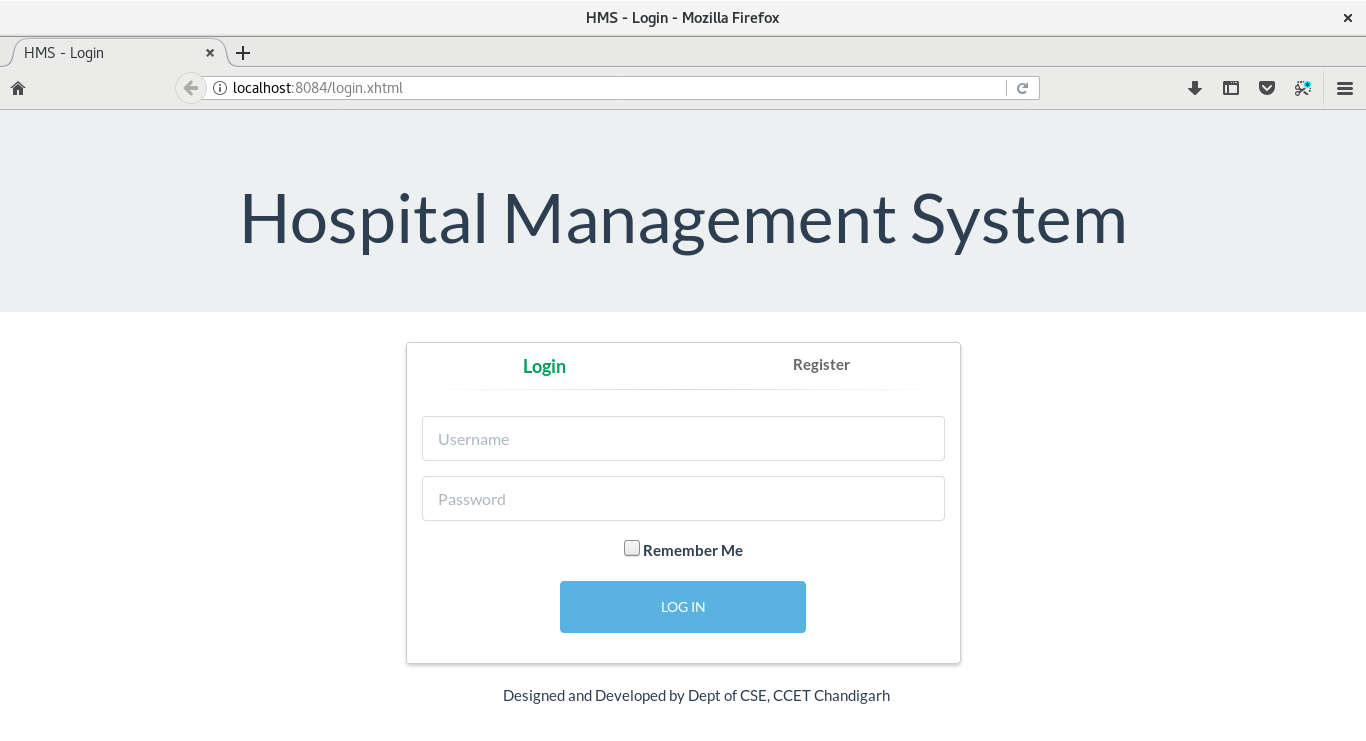 HMS - Login - Mozilla Firefox
HMS - Login
localhost:8084/login.xhtml
Hospital Management System
Login Register
Username
Password
Remember Me
LOG IN
Designed and Developed by Dept of CSE, CCET Chandigarh